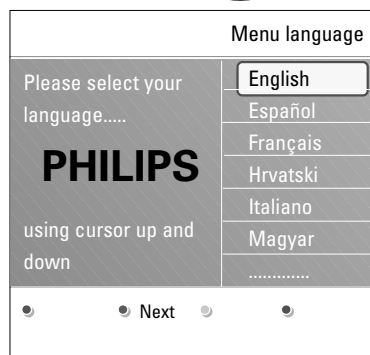 Menu language
Please select your
language.....
PHILIPS
using cursor up and
down
English
Español
Français
Hrvatski
Italiano
Magyar
.............
Next